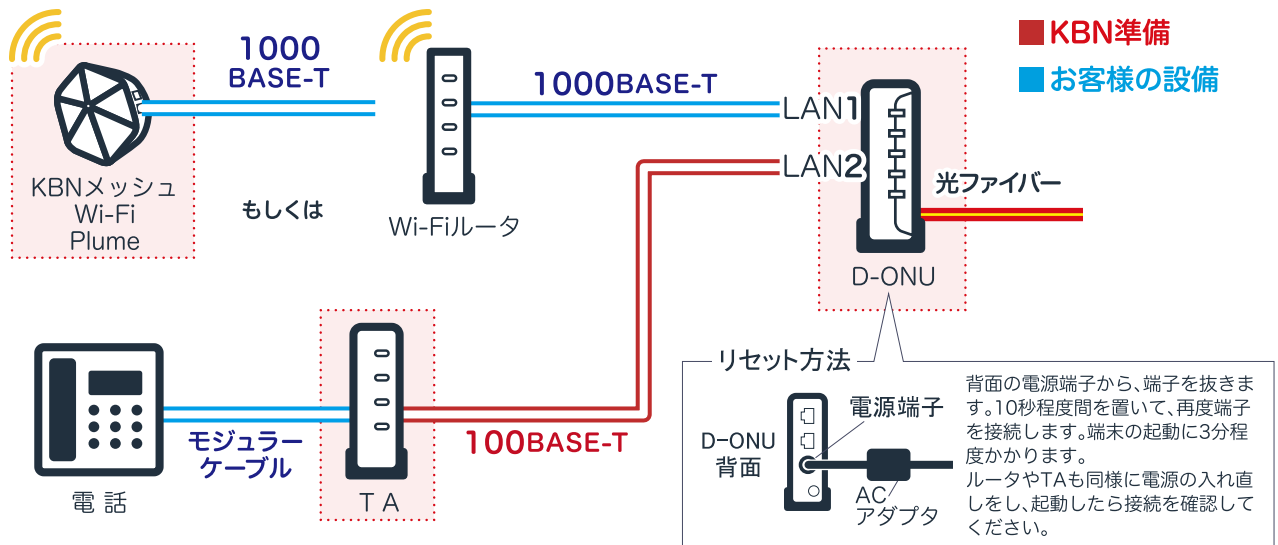 KBN準備
お客様の設備
1000
BASE-T
1000BASE-T
LAN1
LAN2
光ファイバー
KBNメッシュ
Wi-Fi
Plume
もしくは
Wi-Fiルータ
D-ONU
100BASE-T
モジュラー
ケーブル
電話
TA
リセット方法
電源端子
D-ONU
背面
AC
アダプタ
背面の電源端子から、端子を抜きま
す。10秒程度間を置いて、再度端子
を接続します。端末の起動に3分程
度かかります。
ルータやTAも同様に電源の入れ直
しをし、起動したら接続を確認して
ください。